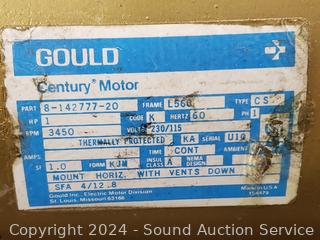 GOULD
Century® Motor
PART 8-142777-20 FRAME L56C TYPE CS
HP 1 CODE K HERTZ 60 PH 1
RPM 3450 VOLTS 230/115
THERMALLY PROTECTED KA SERIAL U10
AMPS TIME CONT AMBIENT
SF 1.0 FORM KJM INSUL CLASS A NEMA DESIGN
MOUNT HORIZ. WITH VENTS DOWN
SFA 4/12.8
Gould Inc., Electric Motor Division
St. Louis, Missouri 63166
Made in U.S.A.
Copyright 2024 - Sound Auction Service